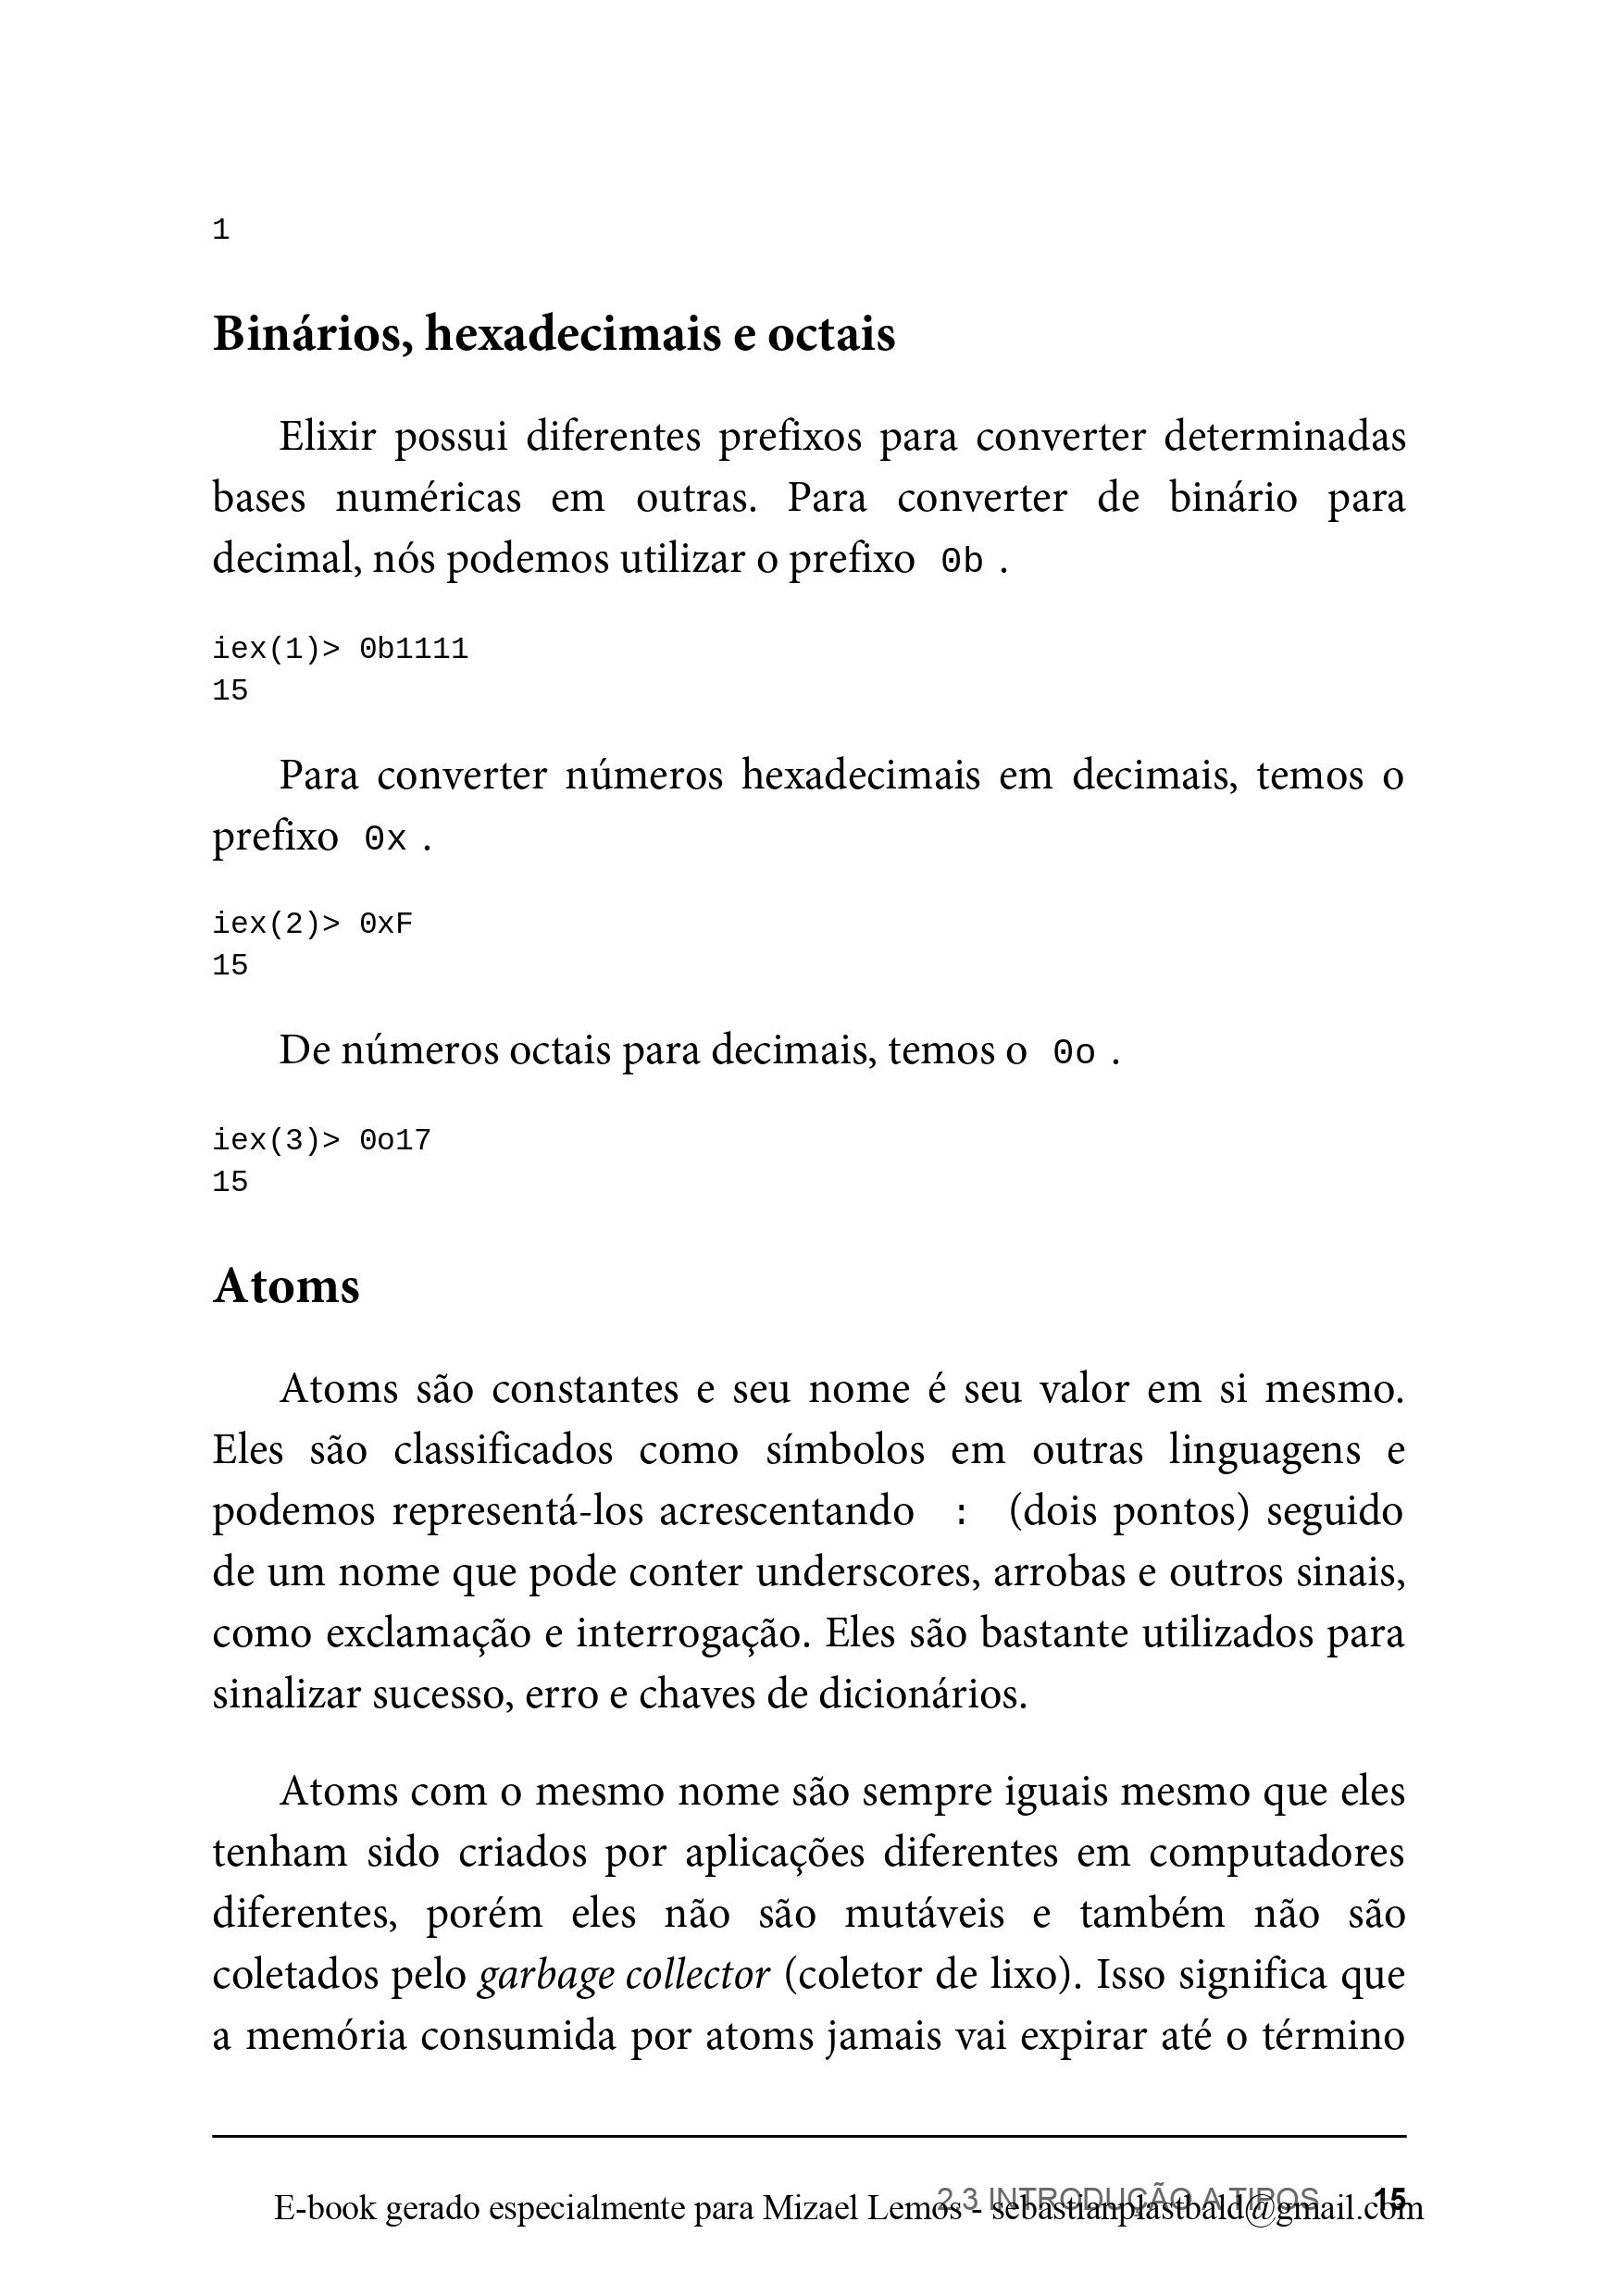 1
Binários, hexadecimais e octais
Elixir possui diferentes prefixos para converter determinadas
bases numéricas em outras. Para converter de binário para
decimal, nós podemos utilizar o prefixo 0b .
iex(1)> 0b1111
15
Para converter números hexadecimais em decimais, temos o
prefixo 0x .
iex(2)> 0xF
15
De números octais para decimais, temos o 0o .
iex(3)> 0o17
15
Atoms
Atoms são constantes e seu nome é seu valor em si mesmo.
Eles são classificados como símbolos em outras linguagens e
podemos representá-los acrescentando : (dois pontos) seguido
de um nome que pode conter underscores, arrobas e outros sinais,
como exclamação e interrogação. Eles são bastante utilizados para
sinalizar sucesso, erro e chaves de dicionários.
Atoms com o mesmo nome são sempre iguais mesmo que eles
tenham sido criados por aplicações diferentes em computadores
diferentes, porém eles não são mutáveis e também não são
coletados pelo garbage collector (coletor de lixo). Isso significa que
a memória consumida por atoms jamais vai expirar até o término
2.3 INTRODUÇÃO A TIPOS 15
E-book gerado especialmente para Mizael Lemos - sebastianplastbald@gmail.com